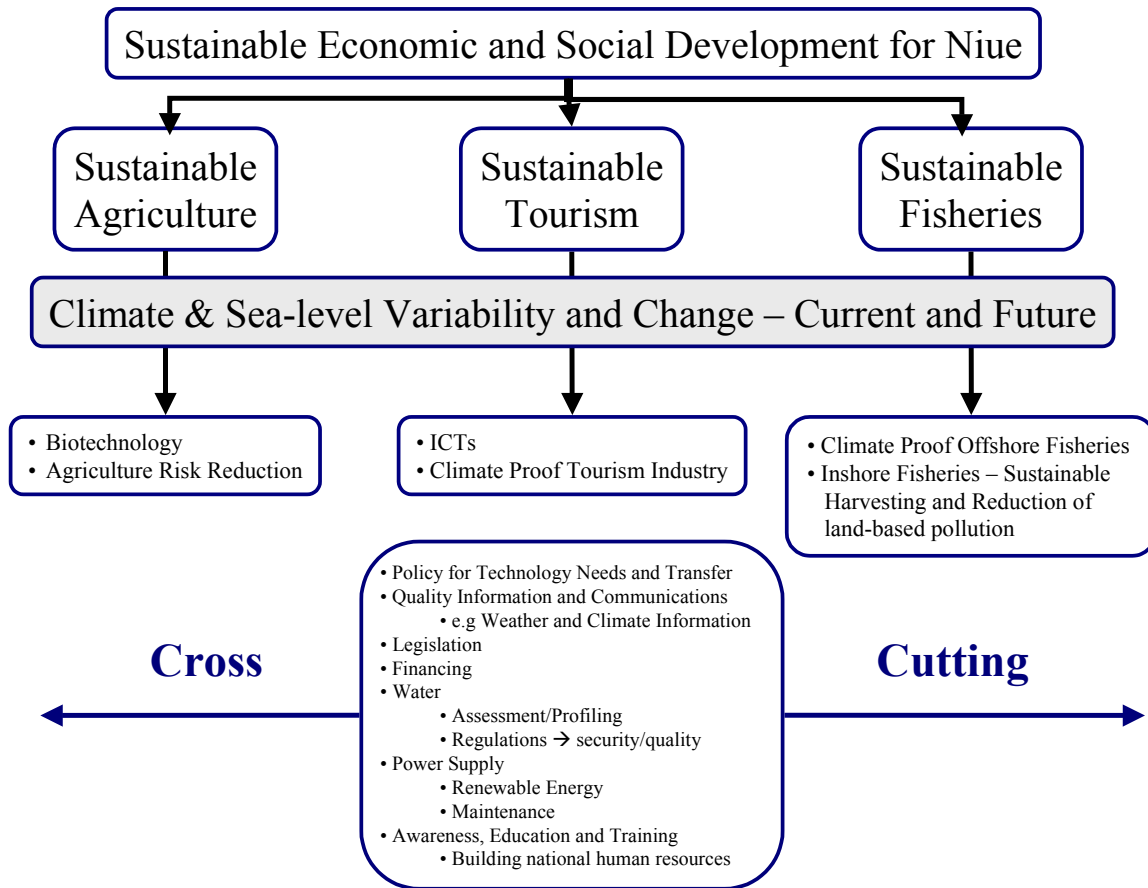 Sustainable Economic and Social Development for Niue
Sustainable
Agriculture
Sustainable
Tourism
Sustainable
Fisheries
Climate & Sea-level Variability and Change – Current and Future
• Biotechnology
• Agriculture Risk Reduction
• ICTs
• Climate Proof Tourism Industry
• Climate Proof Offshore Fisheries
• Inshore Fisheries – Sustainable
Harvesting and Reduction of
land-based pollution
Cross
• Policy for Technology Needs and Transfer
• Quality Information and Communications
• e.g Weather and Climate Information
• Legislation
• Financing
• Water
• Assessment/Profiling
• Regulations → security/quality
• Power Supply
• Renewable Energy
• Maintenance
• Awareness, Education and Training
• Building national human resources
Cutting